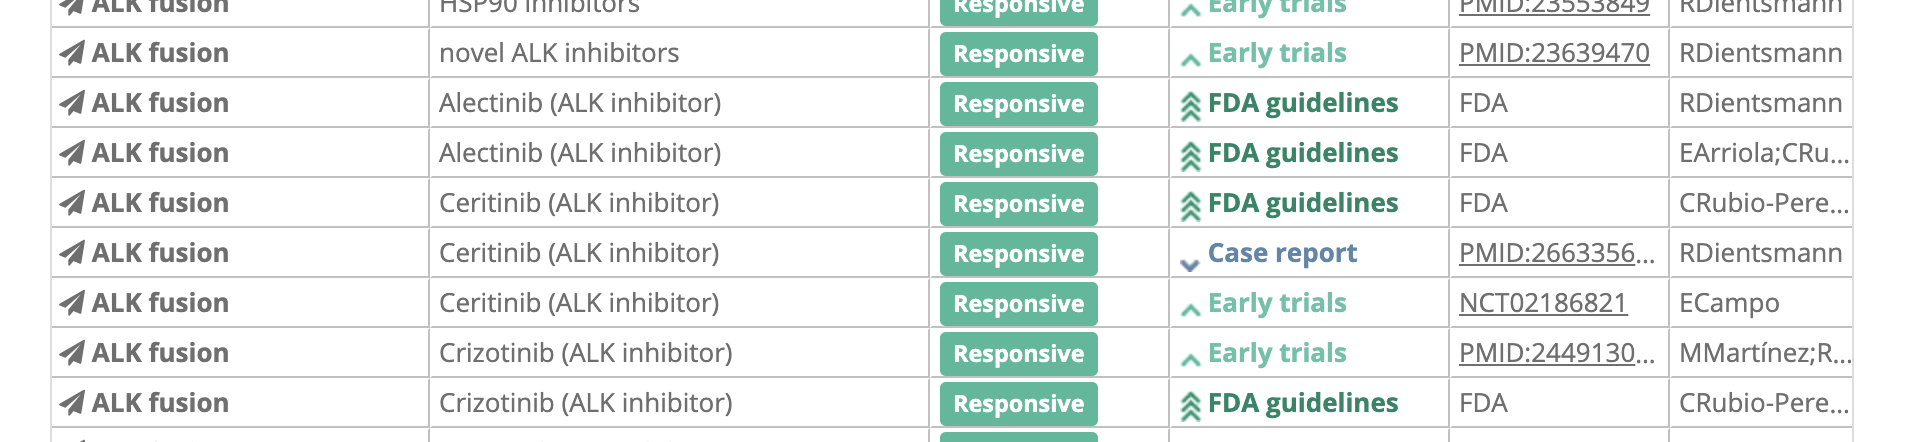 ALK fusion HSP90 inhibitors Responsive Early trials PMID:23553849 RDientsmann
ALK fusion novel ALK inhibitors Responsive Early trials PMID:23639470 RDientsmann
ALK fusion Alectinib (ALK inhibitor) Responsive FDA guidelines FDA RDientsmann
ALK fusion Alectinib (ALK inhibitor) Responsive FDA guidelines FDA EArriola;CRu...
ALK fusion Ceritinib (ALK inhibitor) Responsive FDA guidelines FDA CRubio-Pere...
ALK fusion Ceritinib (ALK inhibitor) Responsive Case report PMID:2663356... RDientsmann
ALK fusion Ceritinib (ALK inhibitor) Responsive Early trials NCT02186821 ECampo
ALK fusion Crizotinib (ALK inhibitor) Responsive Early trials PMID:2449130... MMartínez;R...
ALK fusion Crizotinib (ALK inhibitor) Responsive FDA guidelines FDA CRubio-Pere...